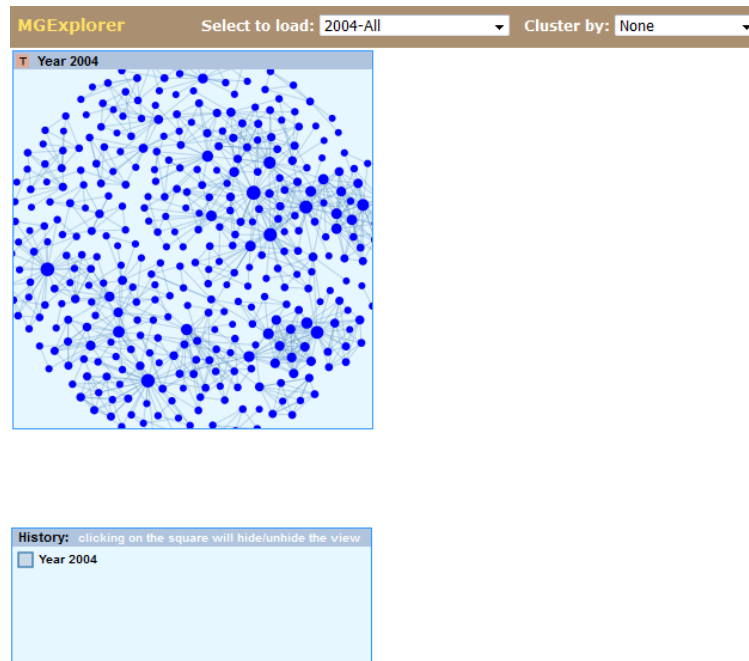 MGExplorer Select to load: 2004-All Cluster by: None
T Year 2004
History: clicking on the square will hide/unhide the view
Year 2004